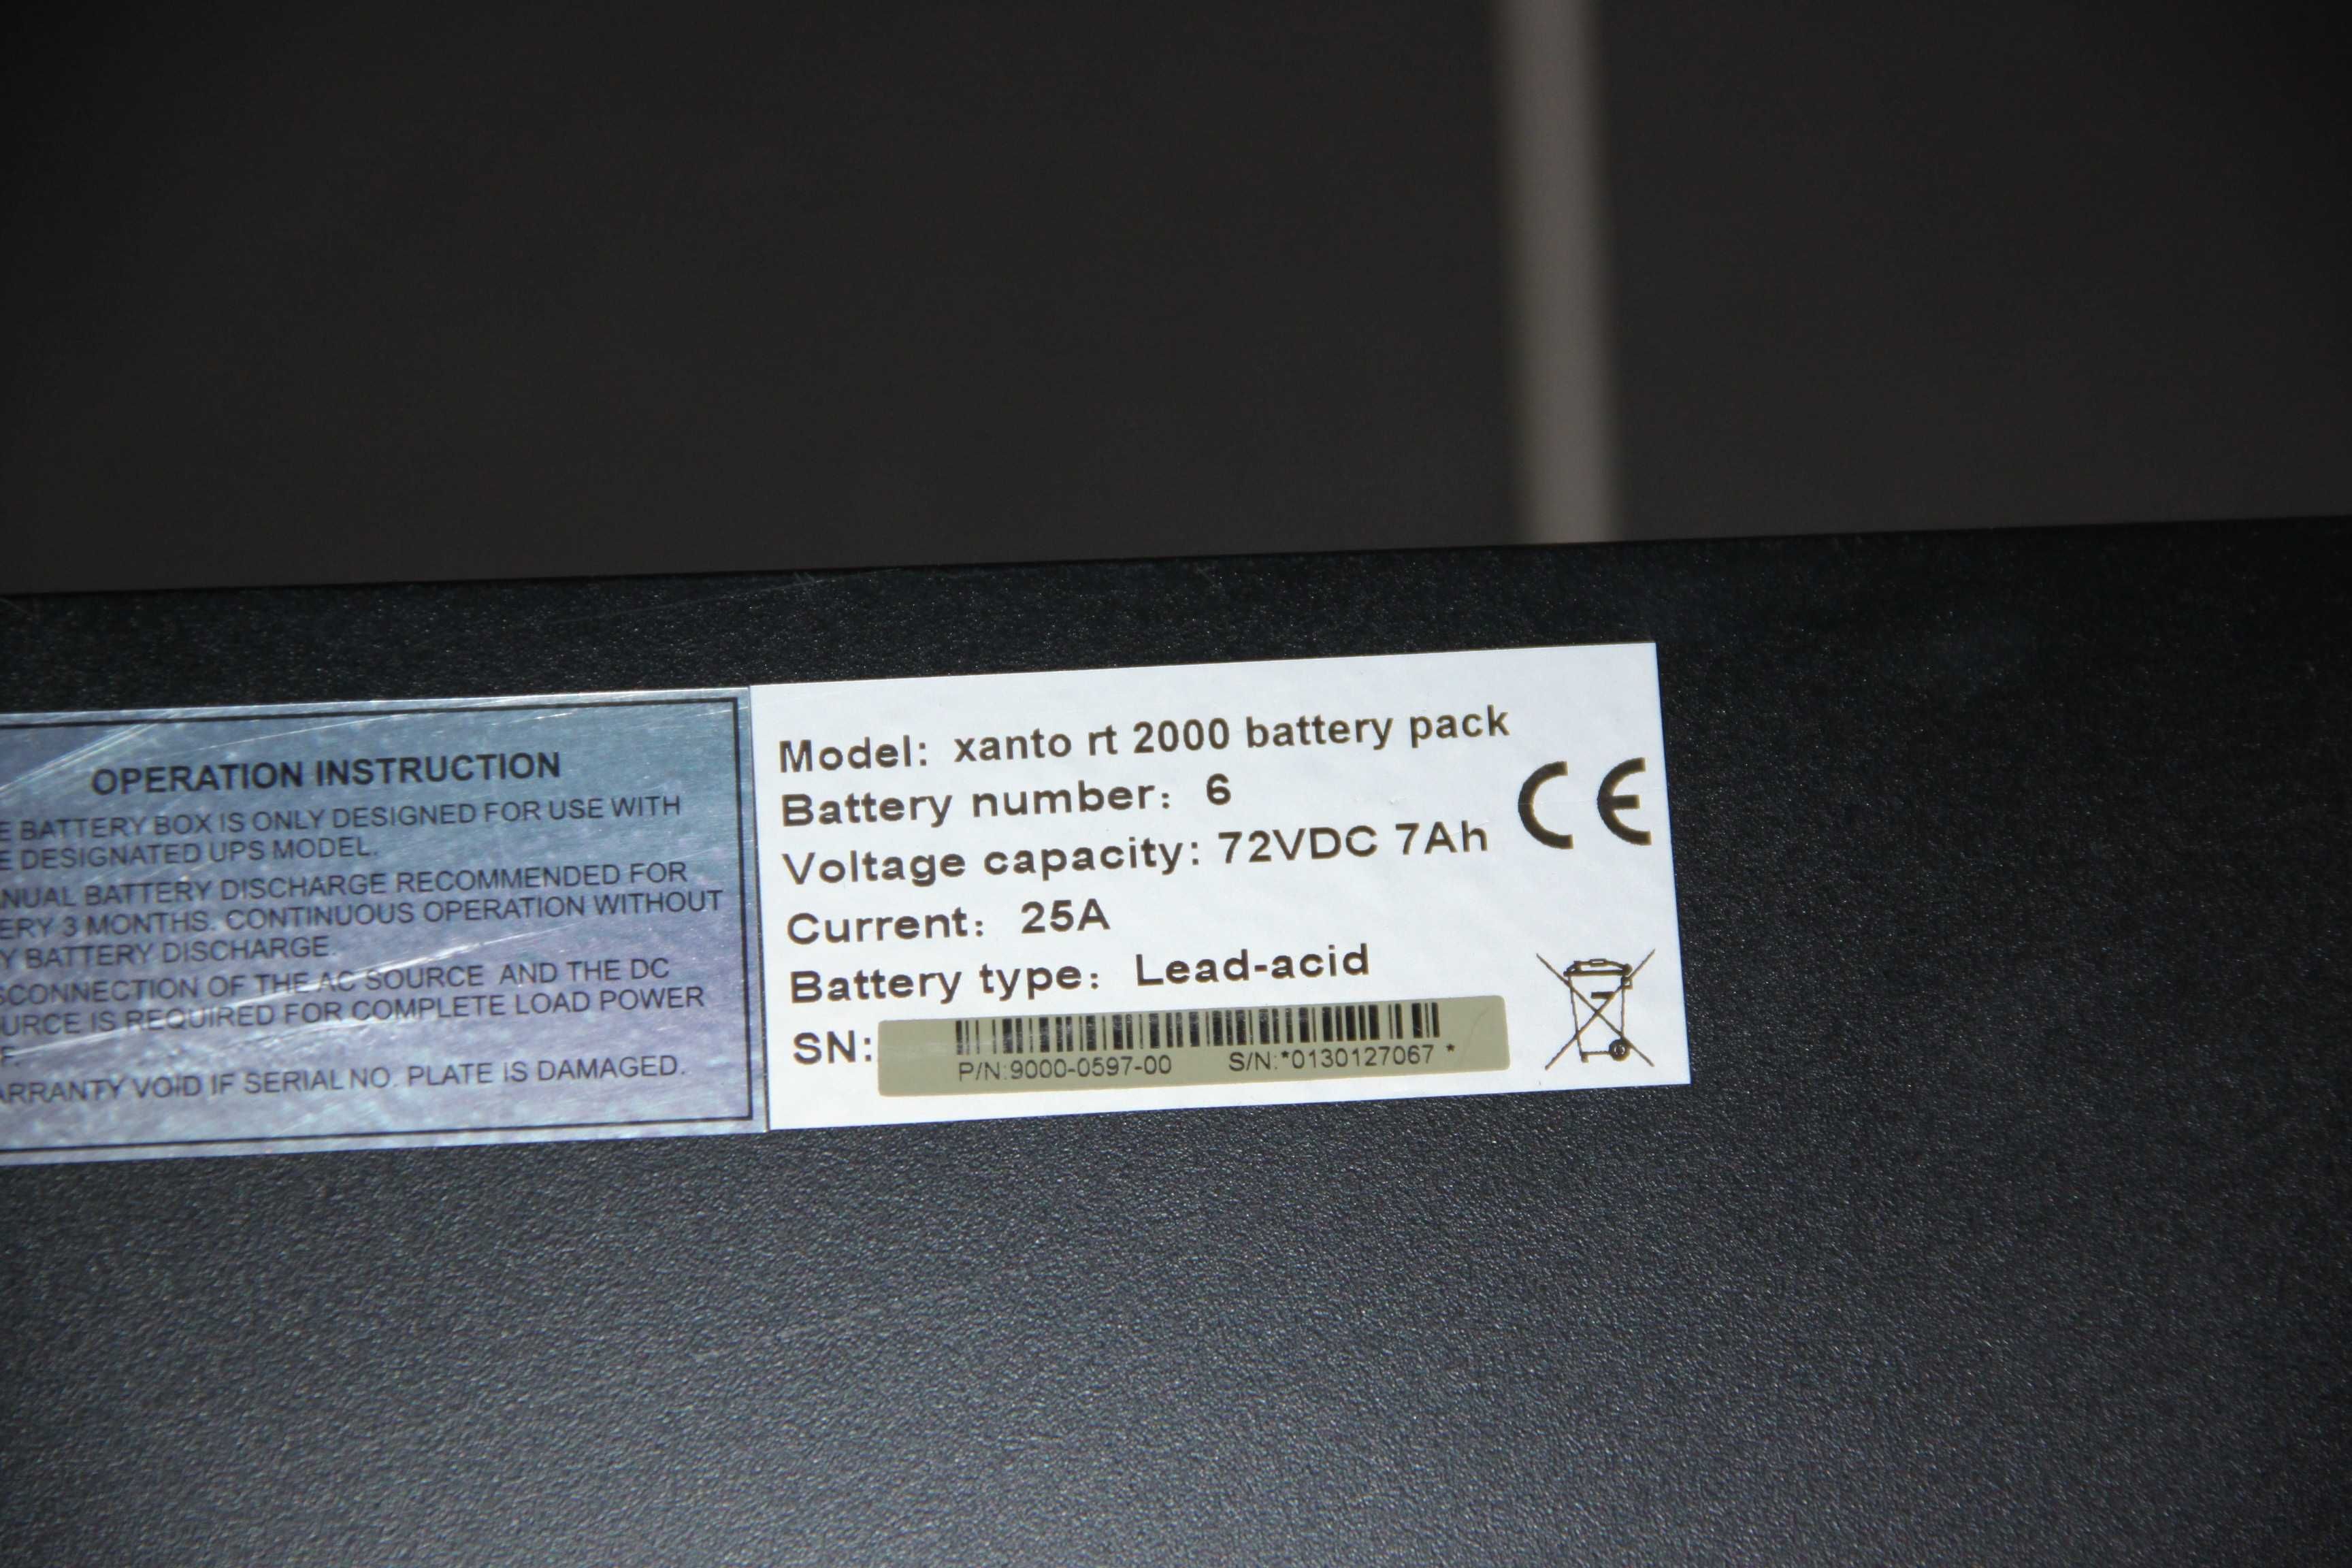 OPERATION INSTRUCTION
E BATTERY BOX IS ONLY DESIGNED FOR USE WITH
E DESIGNATED UPS MODEL.
NUAL BATTERY DISCHARGE RECOMMENDED FOR
ERY 3 MONTHS. CONTINUOUS OPERATION WITHOUT
Y BATTERY DISCHARGE.
SCONNECTION OF THE AC SOURCE AND THE DC
URCE IS REQUIRED FOR COMPLETE LOAD POWER
F.
ARRANTY VOID IF SERIAL NO. PLATE IS DAMAGED.
Model: xanto rt 2000 battery pack
Battery number: 6
Voltage capacity: 72VDC 7Ah
Current: 25A
Battery type: Lead-acid
SN:
P/N:9000-0597-00 S/N:*0130127067 *
CE